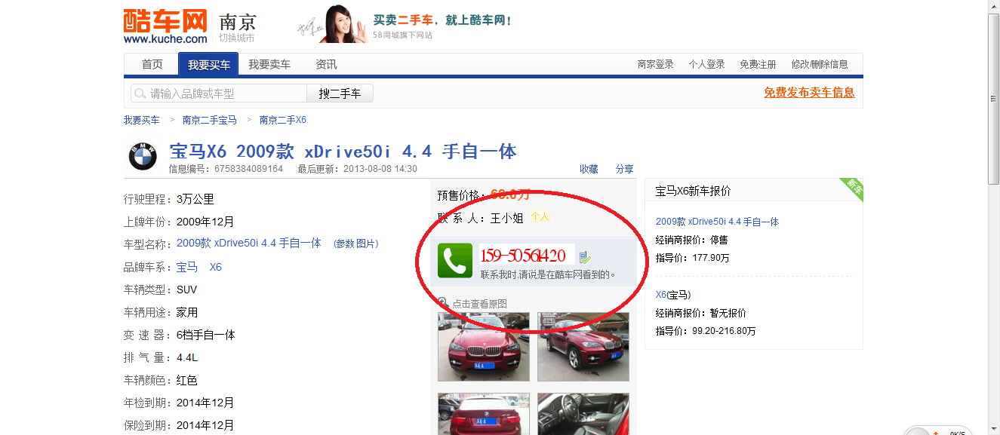 酷车网
www.kuche.com
南京
切换城市
买卖二手车，就上酷车网！
58同城旗下网站
首页 我要买车 我要卖车 资讯 商家登录 个人登录 免费注册 修改/删除信息
请输入品牌或车型 搜二手车 免费发布卖车信息
我要买车 > 南京二手宝马 > 南京二手X6
BMW
宝马X6 2009款 xDrive50i 4.4 手自一体
信息编号：6758384089164 最后更新：2013-08-08 14:30 收藏 分享
行驶里程：3万公里
上牌年份：2009年12月
车型名称：2009款 xDrive50i 4.4 手自一体 (参数 图片)
品牌车系：宝马 X6
车辆类型：SUV
车辆用途：家用
变 速 器：6档手自一体
排 气 量：4.4L
车辆颜色：红色
年检到期：2014年12月
保险到期：2014年12月
预售价格：68.0万
联 系 人：王小姐 个人
159-50561420
联系我时,请说是在酷车网看到的。
点击查看原图
宝马X6新车报价
新车
2009款 xDrive50i 4.4 手自一体
经销商报价：停售
指导价：177.90万
X6(宝马)
经销商报价：暂无报价
指导价：99.20-216.80万
0K/S